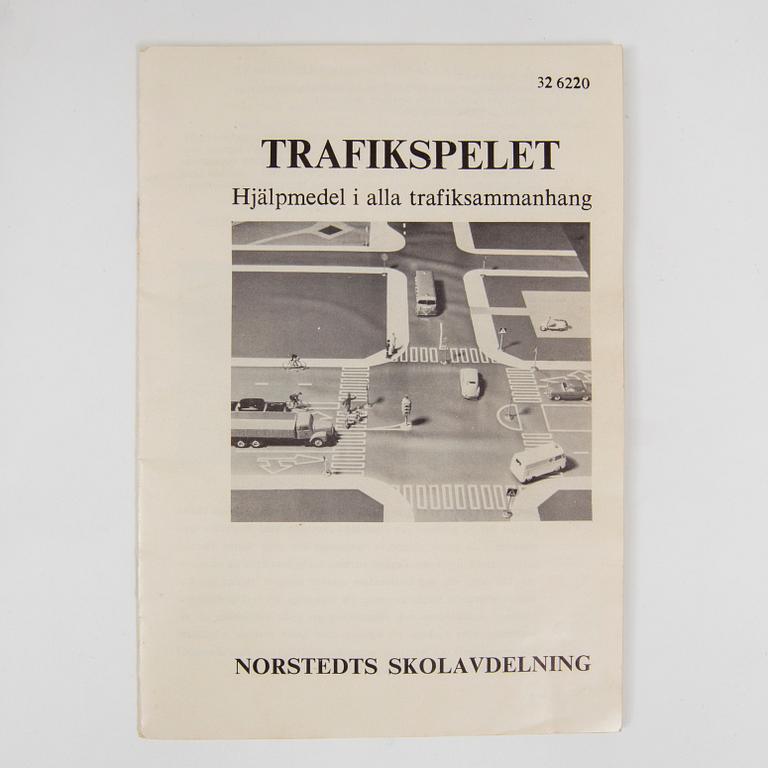 32 6220
TRAFIKSPELET
Hjälpmedel i alla trafiksammanhang
NORSTEDTS SKOLAVDELNING